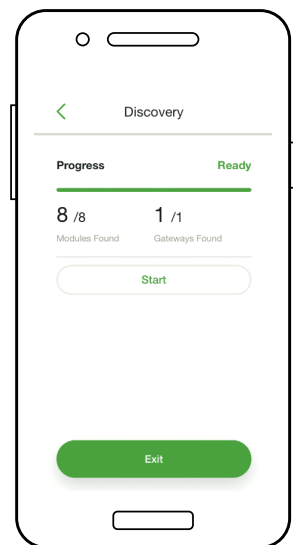 Discovery
Progress Ready
8 /8 1 /1
Modules Found Gateways Found
Start
Exit